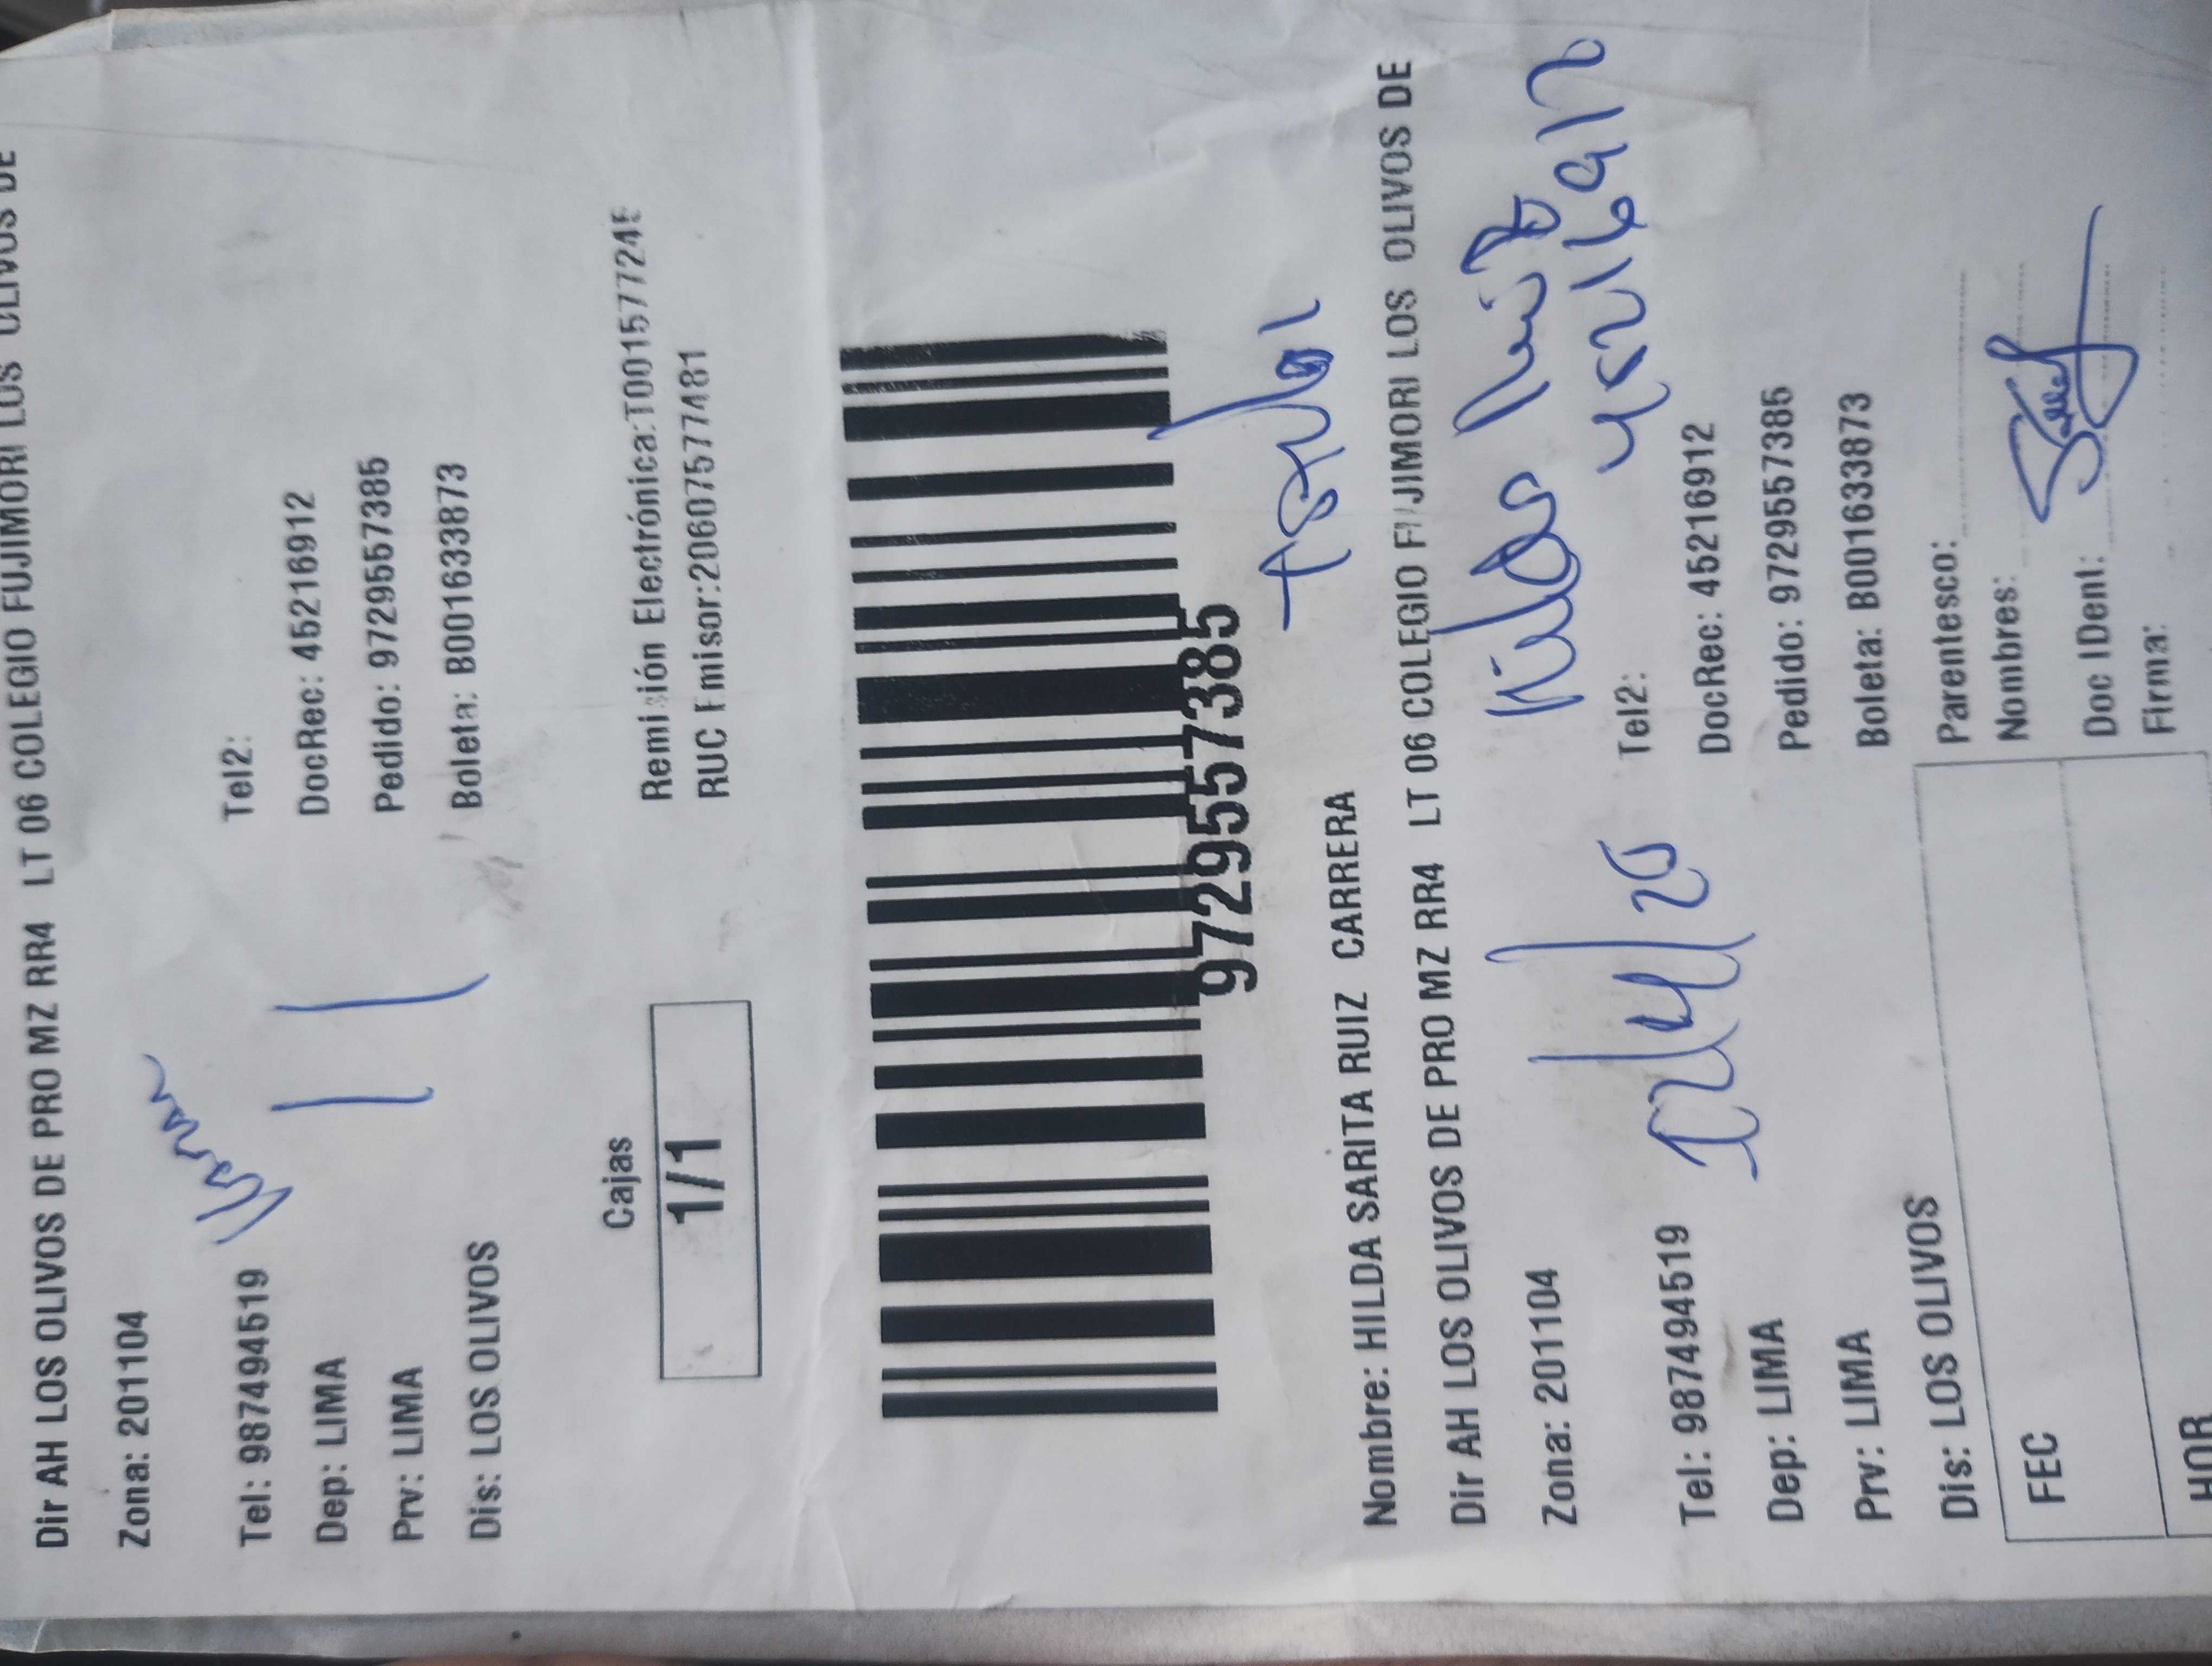 Dir AH LOS OLIVOS DE PRO MZ RR4 LT 06 COLEGIO FUJIMORI LOS OLIVOS DE
Zona: 201104
Tel: 987494519 Tel2:
Dep: LIMA DocRec: 45216912
Prv: LIMA Pedido: 9729557385
Dis: LOS OLIVOS Boleta: B001633873
Cajas
1/1
Remisión Electrónica:T001577245
RUC Emisor:20607577481
9729557385
Nombre: HILDA SARITA RUIZ CARRERA
Dir AH LOS OLIVOS DE PRO MZ RR4 LT 06 COLEGIO FUJIMORI LOS OLIVOS DE
Hilda Ruiz
Zona: 201104
45216912
Tel: 987494519 Tel2:
Dep: LIMA DocRec: 45216912
Prv: LIMA Pedido: 9729557385
Dis: LOS OLIVOS Boleta: B001633873
FEC
Parentesco:
Nombres:
Doc IDent:
HOR
Firma: